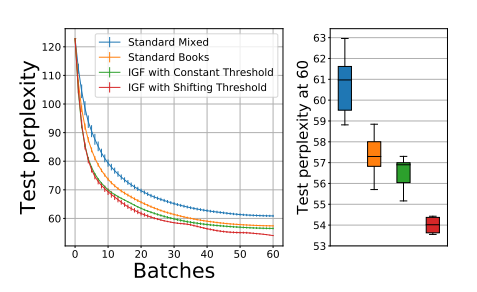 Standard Mixed
Standard Books
IGF with Constant Threshold
IGF with Shifting Threshold
Test perplexity
120
110
100
90
80
70
60
0 10 20 30 40 50 60
Batches
Test perplexity at 60
63
62
61
60
59
58
57
56
55
54
53